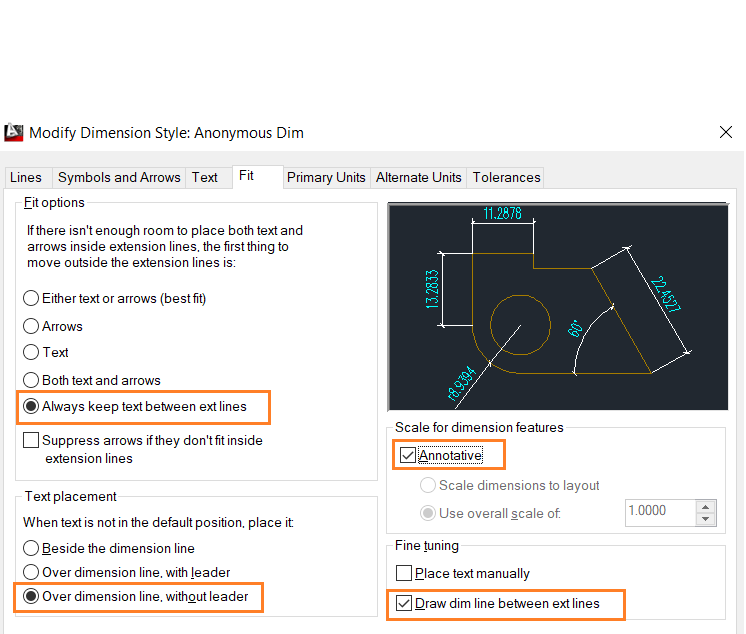 Modify Dimension Style: Anonymous Dim
Lines
Symbols and Arrows
Text
Fit
Primary Units
Alternate Units
Tolerances
Fit options
If there isn't enough room to place both text and
arrows inside extension lines, the first thing to
move outside the extension lines is:
Either text or arrows (best fit)
Arrows
Text
Both text and arrows
Always keep text between ext lines
Suppress arrows if they don't fit inside
extension lines
Text placement
When text is not in the default position, place it:
Beside the dimension line
Over dimension line, with leader
Over dimension line, without leader
11.2878
13.2833
22.4527
60°
r8.9394
Scale for dimension features
Annotative
Scale dimensions to layout
Use overall scale of:
1.0000
Fine tuning
Place text manually
Draw dim line between ext lines